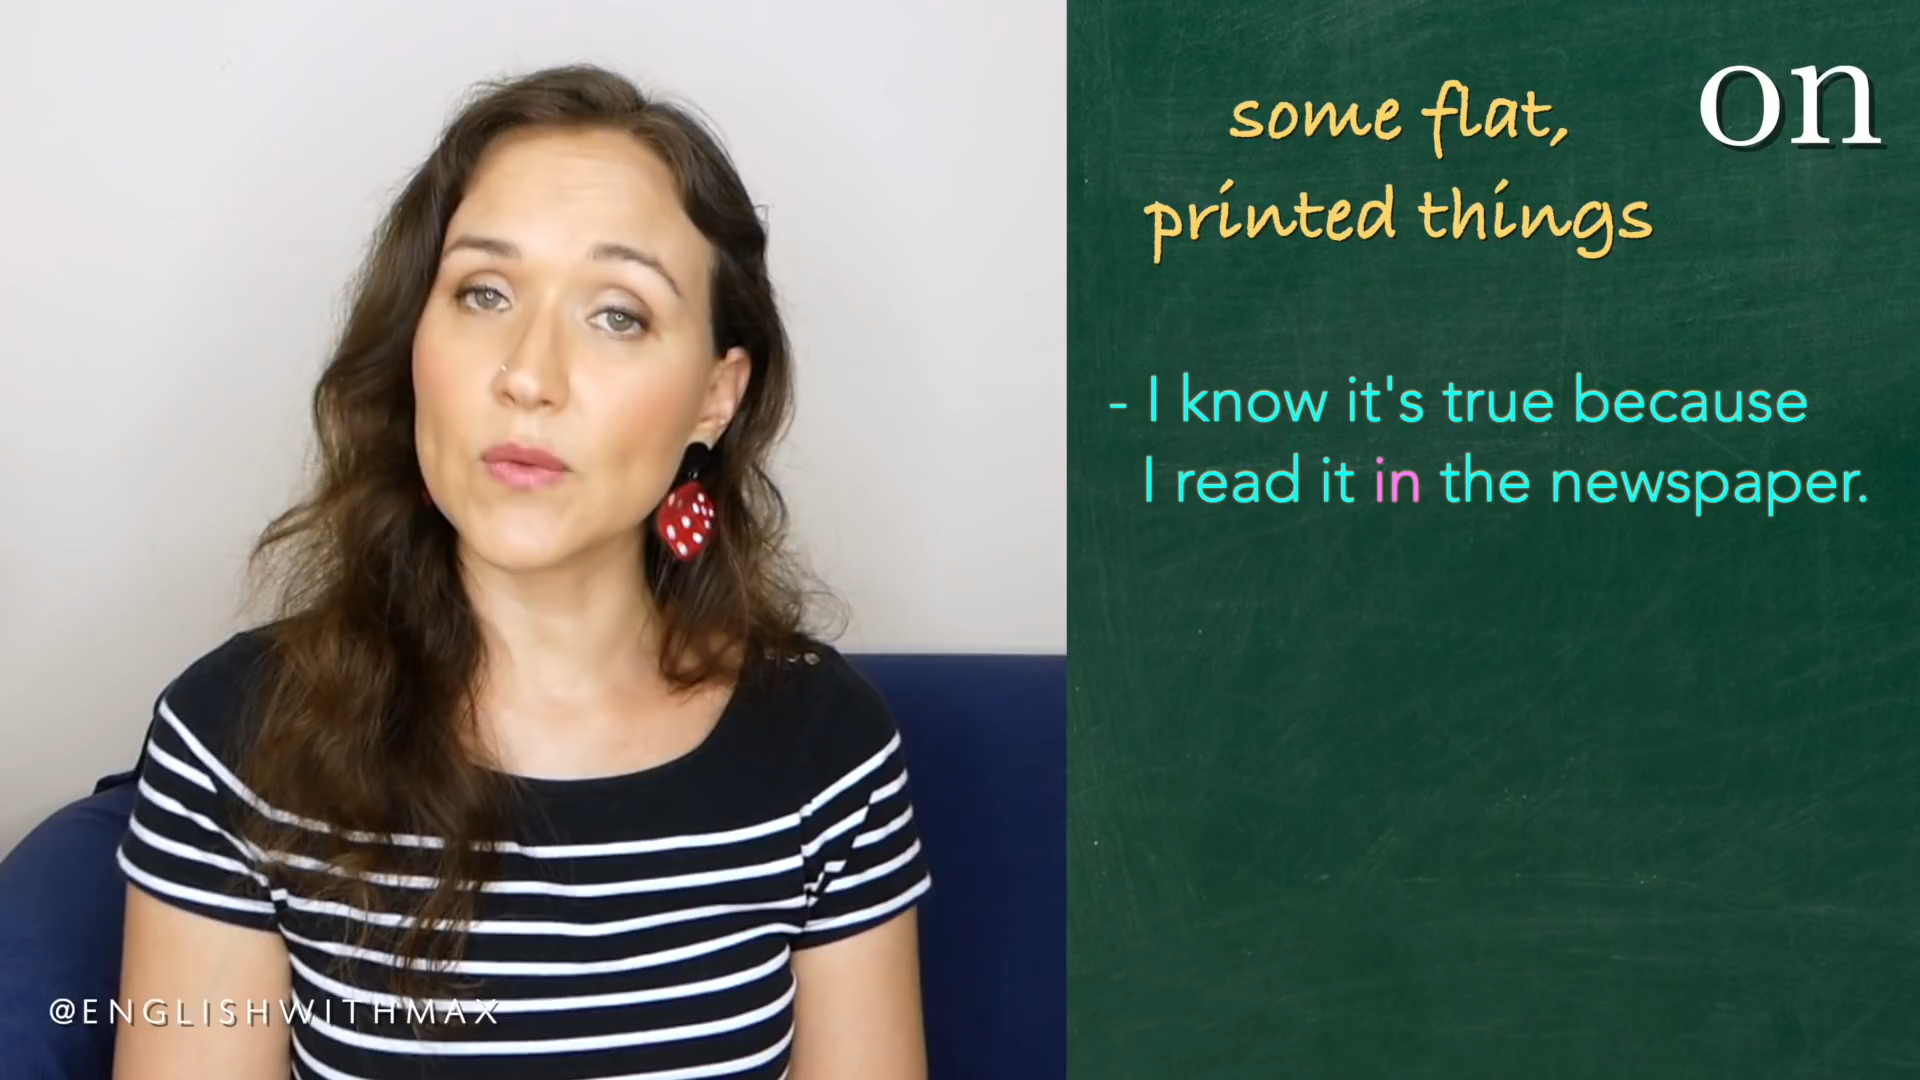 on
some flat,
printed things
- I know it's true because
I read it in the newspaper.
@ENGLISHWITHMAX